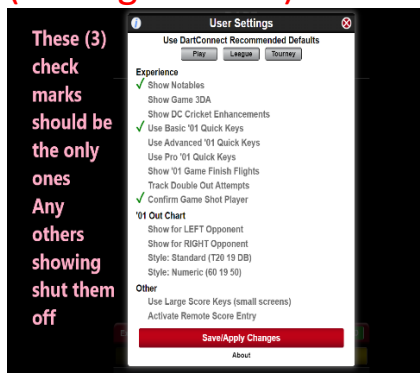 These (3)
check
marks
should be
the only
ones
Any
others
showing
shut them
off
User Settings
Use DartConnect Recommended Defaults
Play League Tourney
Experience
Show Notables
Show Game 3DA
Show DC Cricket Enhancements
Use Basic '01 Quick Keys
Use Advanced '01 Quick Keys
Use Pro '01 Quick Keys
Show '01 Game Finish Flights
Track Double Out Attempts
Confirm Game Shot Player
'01 Out Chart
Show for LEFT Opponent
Show for RIGHT Opponent
Style: Standard (T20 19 DB)
Style: Numeric (60 19 50)
Other
Use Large Score Keys (small screens)
Activate Remote Score Entry
Save/Apply Changes
About